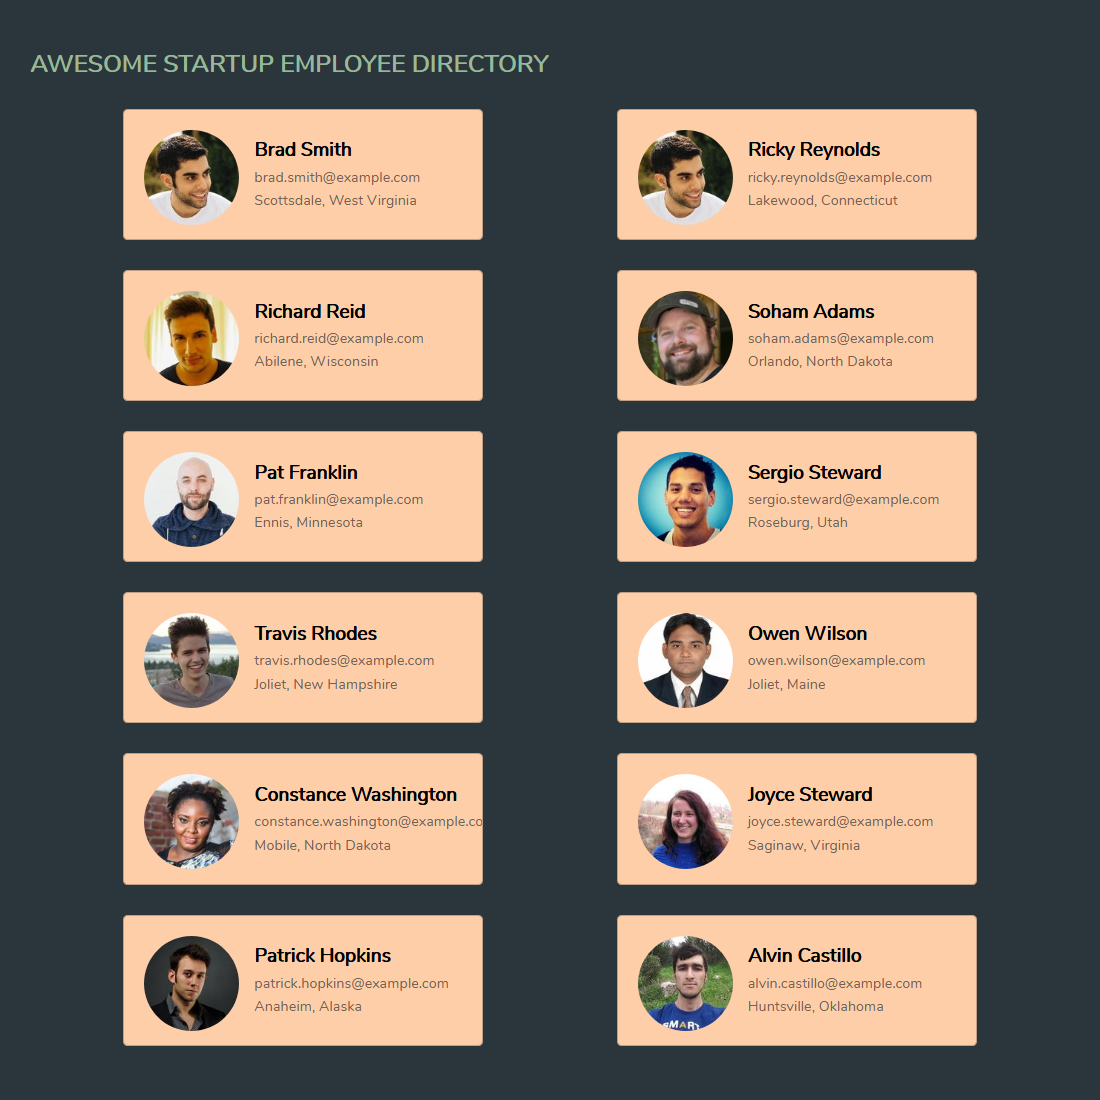 AWESOME STARTUP EMPLOYEE DIRECTORY
Brad Smith
brad.smith@example.com
Scottsdale, West Virginia
Ricky Reynolds
ricky.reynolds@example.com
Lakewood, Connecticut
Richard Reid
richard.reid@example.com
Abilene, Wisconsin
Soham Adams
soham.adams@example.com
Orlando, North Dakota
Pat Franklin
pat.franklin@example.com
Ennis, Minnesota
Sergio Steward
sergio.steward@example.com
Roseburg, Utah
Travis Rhodes
travis.rhodes@example.com
Joliet, New Hampshire
Owen Wilson
owen.wilson@example.com
Joliet, Maine
Constance Washington
constance.washington@example.co
Mobile, North Dakota
Joyce Steward
joyce.steward@example.com
Saginaw, Virginia
Patrick Hopkins
patrick.hopkins@example.com
Anaheim, Alaska
Alvin Castillo
alvin.castillo@example.com
Huntsville, Oklahoma
SMART